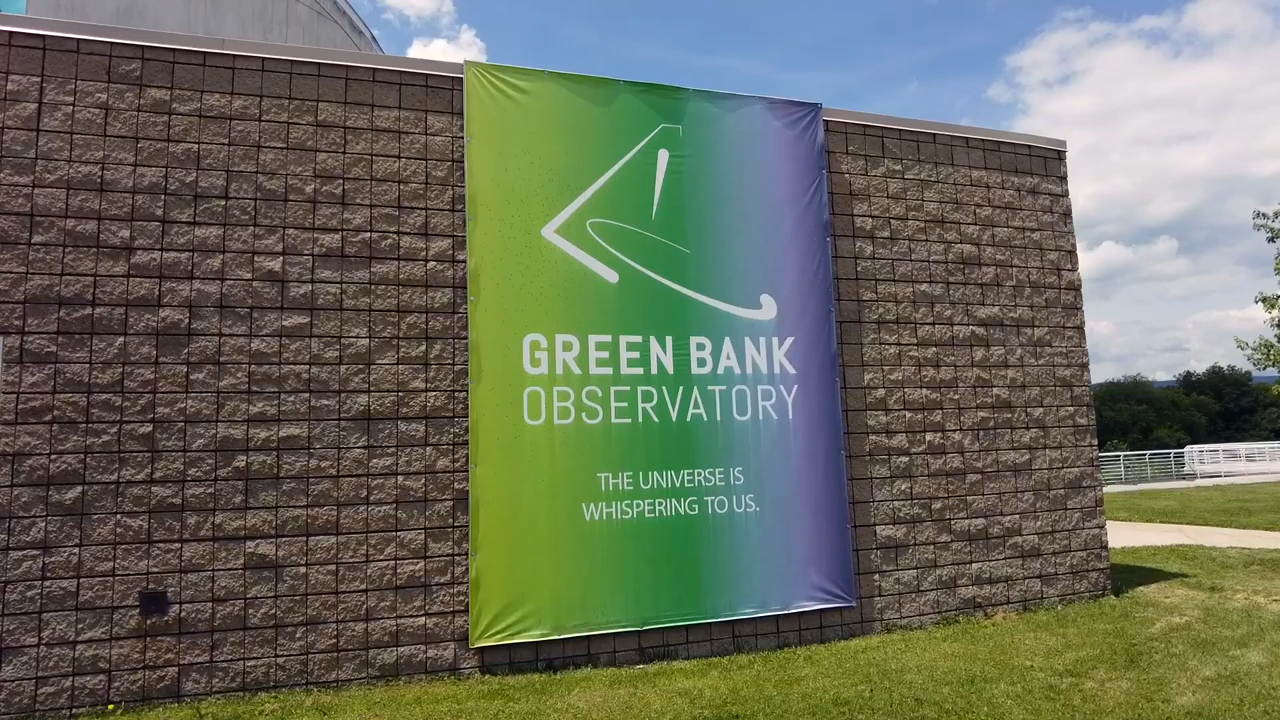 GREEN BANK
OBSERVATORY
THE UNIVERSE IS
WHISPERING TO US.